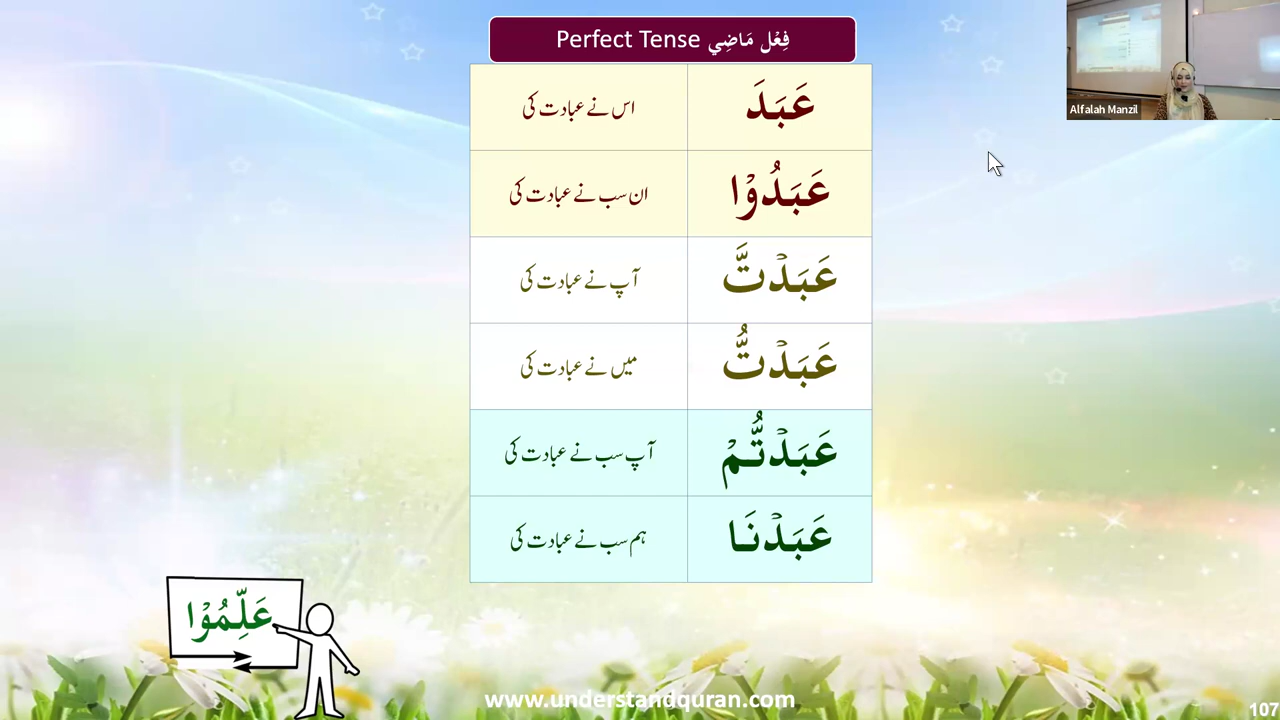 Perfect Tense فِعْل مَاضِي
Alfalah Manzil
عَبَدَ
اس نے عبادت کی
عَبَدُوْا
ان سب نے عبادت کی
عَبَدْتَّ
آپ نے عبادت کی
عَبَدْتُّ
میں نے عبادت کی
عَبَدْتُّمْ
آپ سب نے عبادت کی
عَبَدْنَا
ہم سب نے عبادت کی
عَلِّمُوْا
www.understandquran.com
107